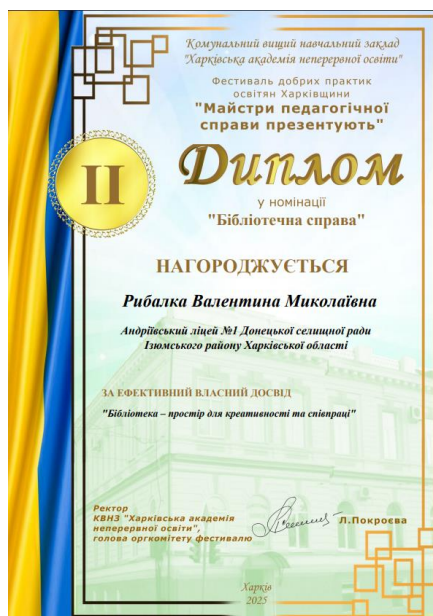 Комунальний вищий навчальний заклад
"Харківська академія неперервної освіти"
Фестиваль добрих практик
освітян Харківщини
"Майстри педагогічної
справи презентують"
II
Диплом
у номінації
"Бібліотечна справа"
НАГОРОДЖУЄТЬСЯ
Рибалка Валентина Миколаївна
Андріївський ліцей №1 Донецької селищної ради
Ізюмського району Харківської області
ЗА ЕФЕКТИВНИЙ ВЛАСНИЙ ДОСВІД
"Бібліотека – простір для креативності та співпраці"
Ректор
КВНЗ "Харківська академія
неперервної освіти",
голова оргкомітету фестивалю
Л.Покроєва
Харків
2025